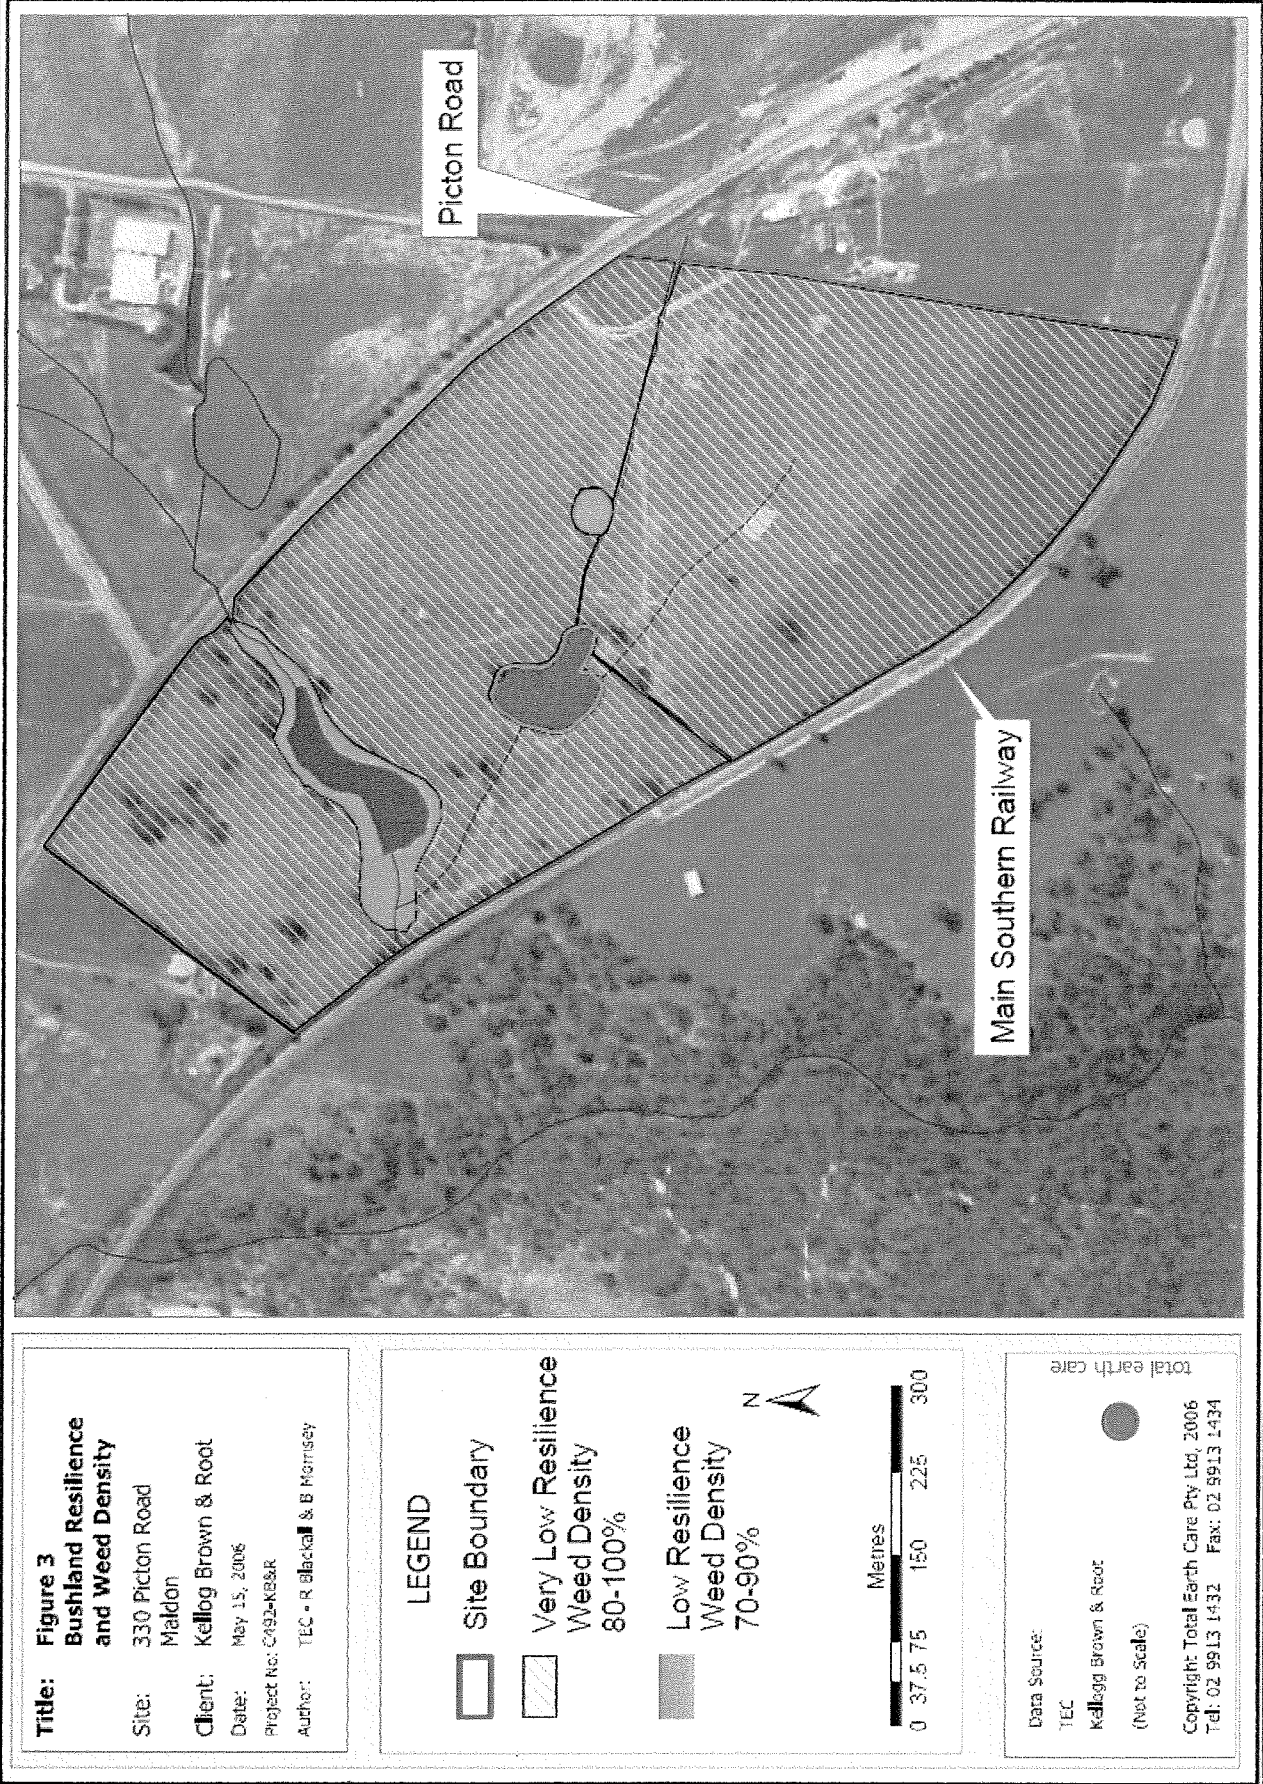 Title: Figure 3
Bushland Resilience
and Weed Density
Site: 330 Picton Road
Maldon
Client: Kellog Brown & Root
Date: May 15, 2006
Project No: C492-KB&R
Author: TEC - R Blackall & B Morrisey
LEGEND
Site Boundary
Very Low Resilience
Weed Density
80-100%
Low Resilience
Weed Density
70-90%
N
Metres
0 37.5 75 150 225 300
Data Source:
TEC
Kellogg Brown & Root
(Not to Scale)
total earth care
Copyright Total Earth Care Pty Ltd, 2006
Tel: 02 9913 1432 Fax: 02 9913 1434
Picton Road
Main Southern Railway